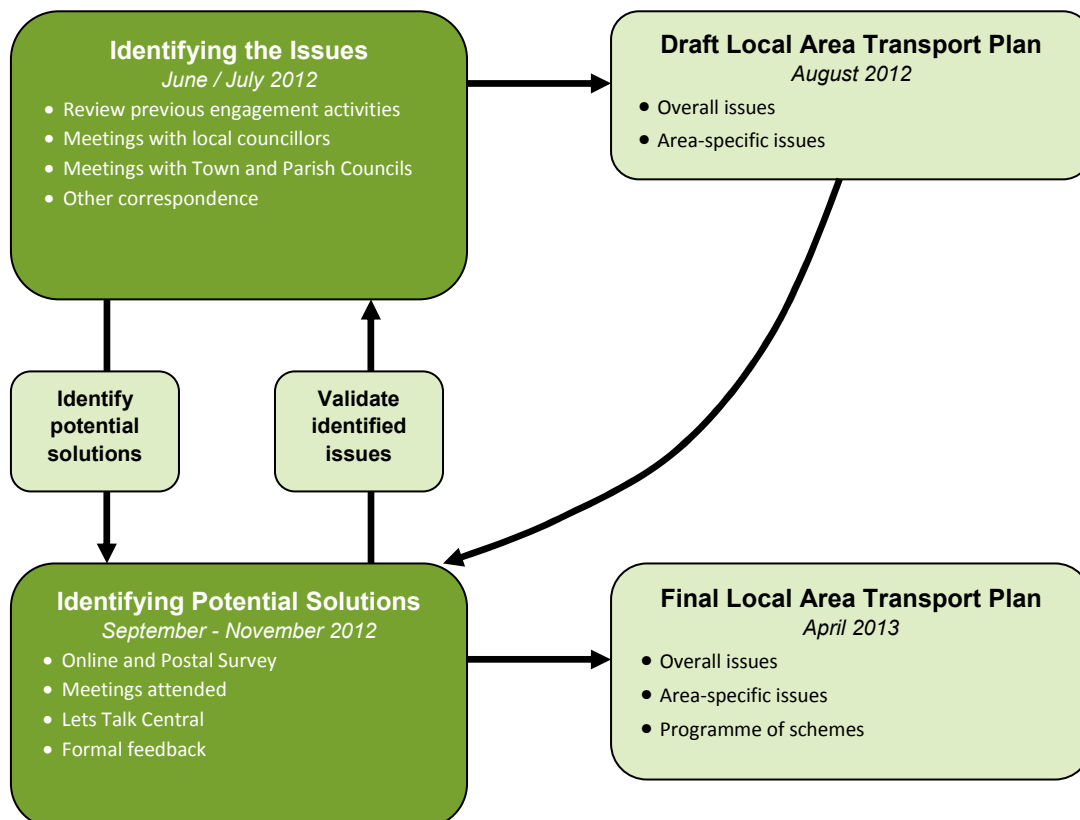 Identifying the Issues
June / July 2012
• Review previous engagement activities
• Meetings with local councillors
• Meetings with Town and Parish Councils
• Other correspondence
Draft Local Area Transport Plan
August 2012
• Overall issues
• Area-specific issues
Identify
potential
solutions
Validate
identified
issues
Identifying Potential Solutions
September - November 2012
• Online and Postal Survey
• Meetings attended
• Lets Talk Central
• Formal feedback
Final Local Area Transport Plan
April 2013
• Overall issues
• Area-specific issues
• Programme of schemes